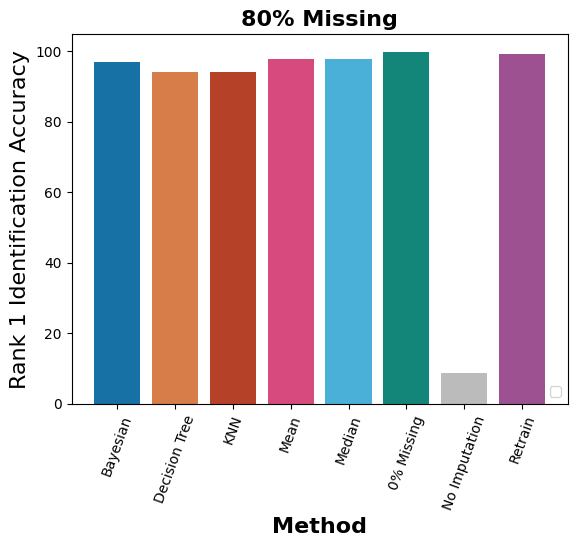 80% Missing
Rank 1 Identification Accuracy
100
80
60
40
20
0
Bayesian
Decision Tree
KNN
Mean
Median
0% Missing
No Imputation
Retrain
Method